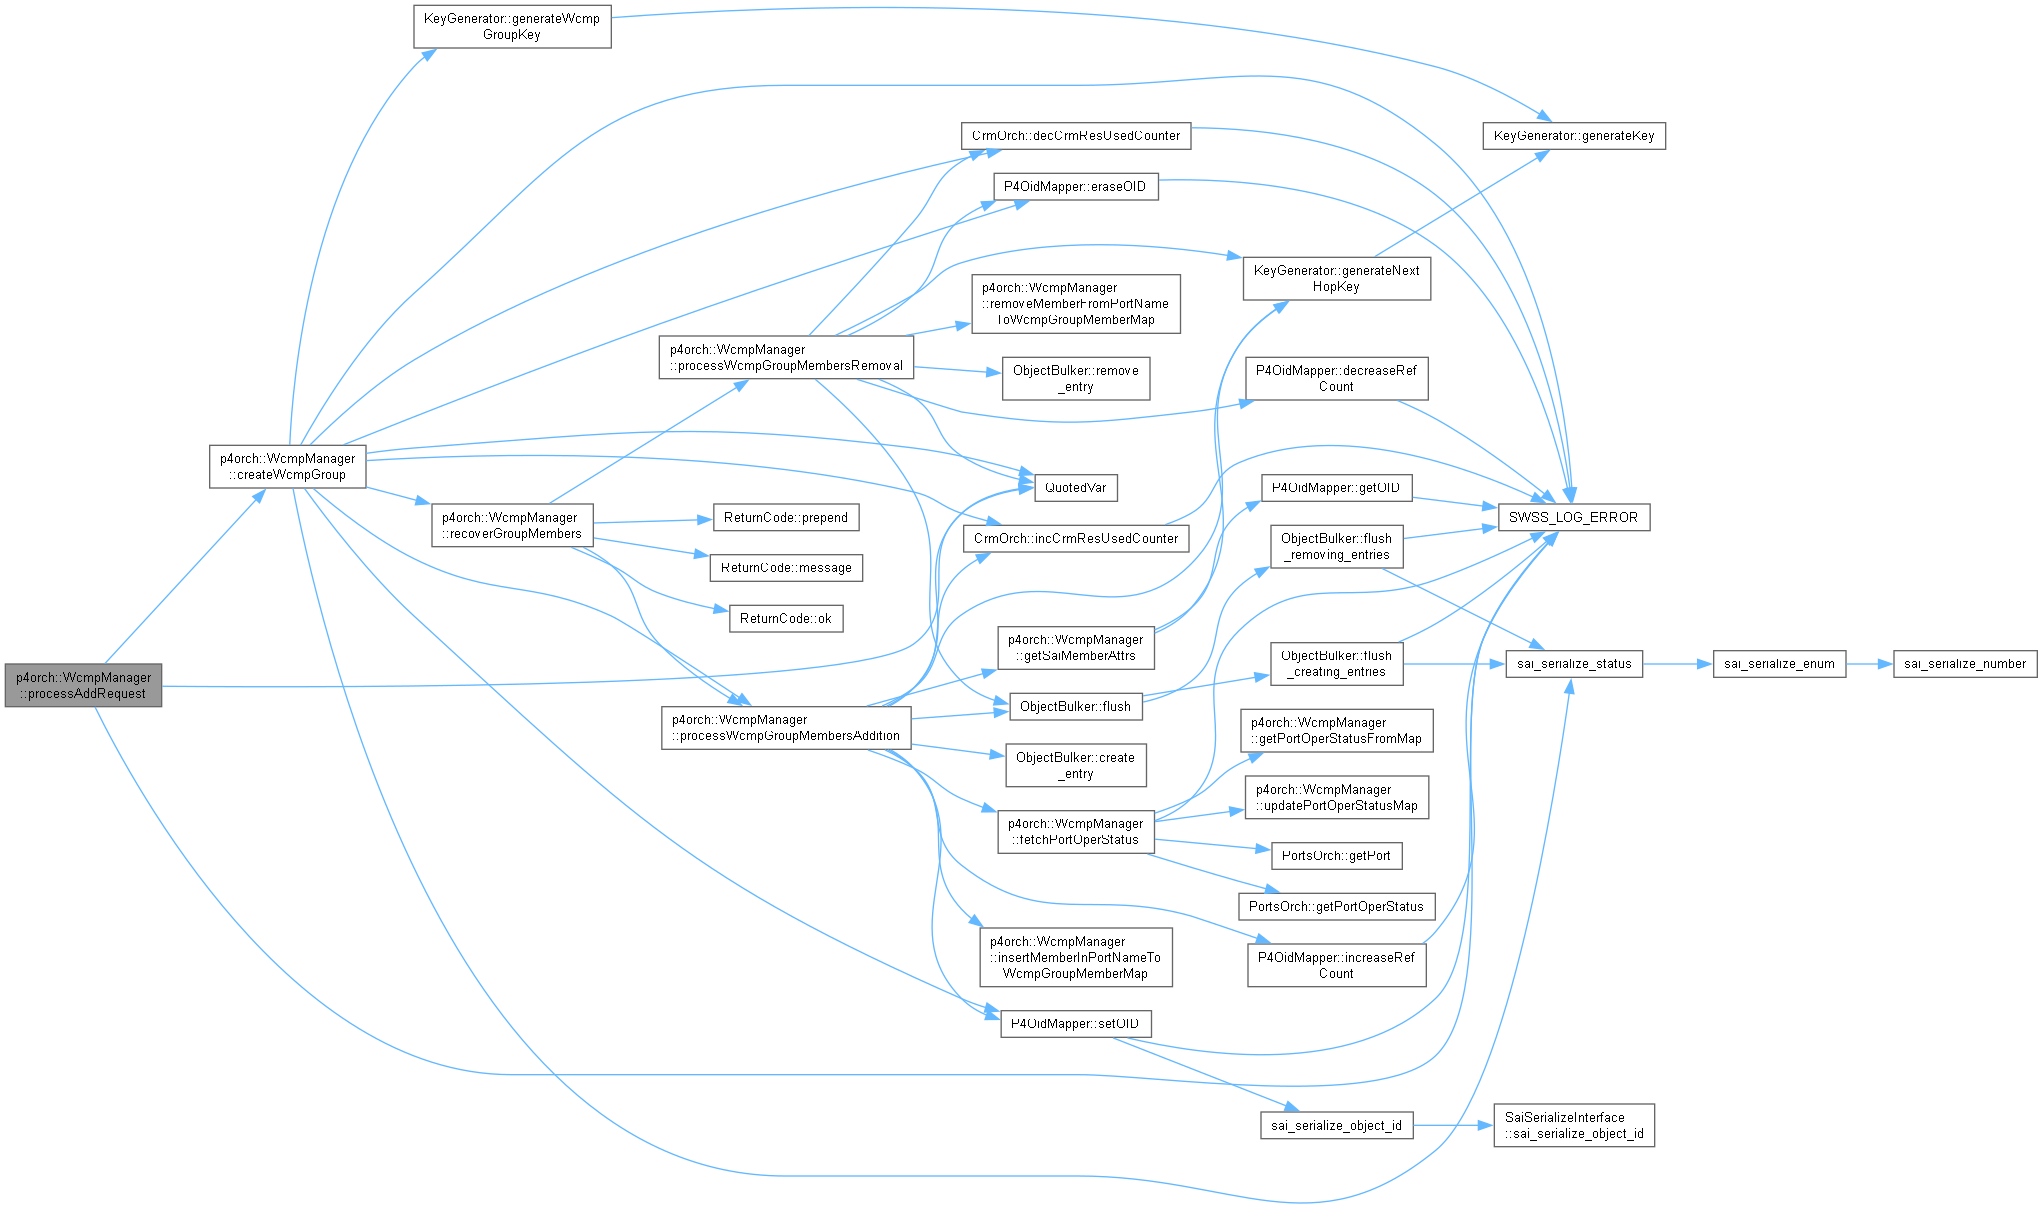 KeyGenerator::generateWcmp
GroupKey
CrmOrch::decCrmResUsedCounter
KeyGenerator::generateKey
P4OidMapper::eraseOID
KeyGenerator::generateNext
HopKey
p4orch::WcmpManager
::removeMemberFromPortName
ToWcmpGroupMemberMap
p4orch::WcmpManager
::processWcmpGroupMembersRemoval
ObjectBulker::remove
_entry
P4OidMapper::decreaseRef
Count
p4orch::WcmpManager
::createWcmpGroup
QuotedVar
P4OidMapper::getOID
p4orch::WcmpManager
::recoverGroupMembers
ReturnCode::prepend
SWSS_LOG_ERROR
CrmOrch::incCrmResUsedCounter
ObjectBulker::flush
_removing_entries
ReturnCode::message
ReturnCode::ok
p4orch::WcmpManager
::getSaiMemberAttrs
ObjectBulker::flush
_creating_entries
sai_serialize_status
sai_serialize_enum
sai_serialize_number
p4orch::WcmpManager
::processAddRequest
ObjectBulker::flush
p4orch::WcmpManager
::processWcmpGroupMembersAddition
p4orch::WcmpManager
::getPortOperStatusFromMap
ObjectBulker::create
_entry
p4orch::WcmpManager
::updatePortOperStatusMap
p4orch::WcmpManager
::fetchPortOperStatus
PortsOrch::getPort
PortsOrch::getPortOperStatus
p4orch::WcmpManager
::insertMemberInPortNameTo
WcmpGroupMemberMap
P4OidMapper::increaseRef
Count
P4OidMapper::setOID
sai_serialize_object_id
SaiSerializeInterface
::sai_serialize_object_id